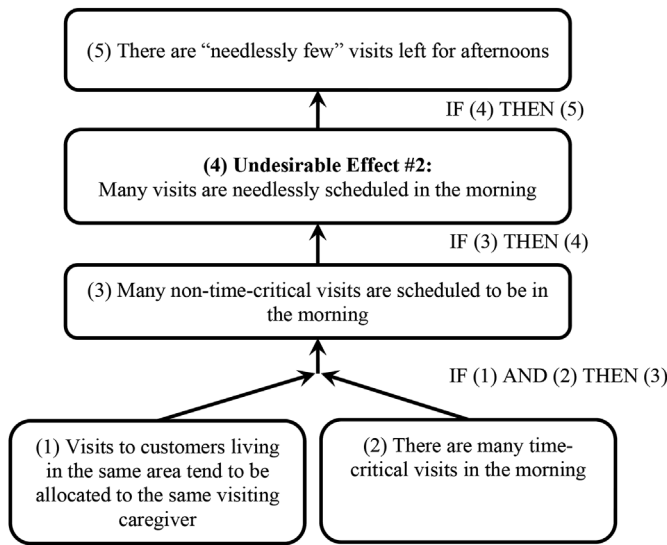 (5) There are “needlessly few” visits left for afternoons
IF (4) THEN (5)
(4) Undesirable Effect #2:
Many visits are needlessly scheduled in the morning
IF (3) THEN (4)
(3) Many non-time-critical visits are scheduled to be in
the morning
IF (1) AND (2) THEN (3)
(1) Visits to customers living
in the same area tend to be
allocated to the same visiting
caregiver
(2) There are many time-
critical visits in the morning